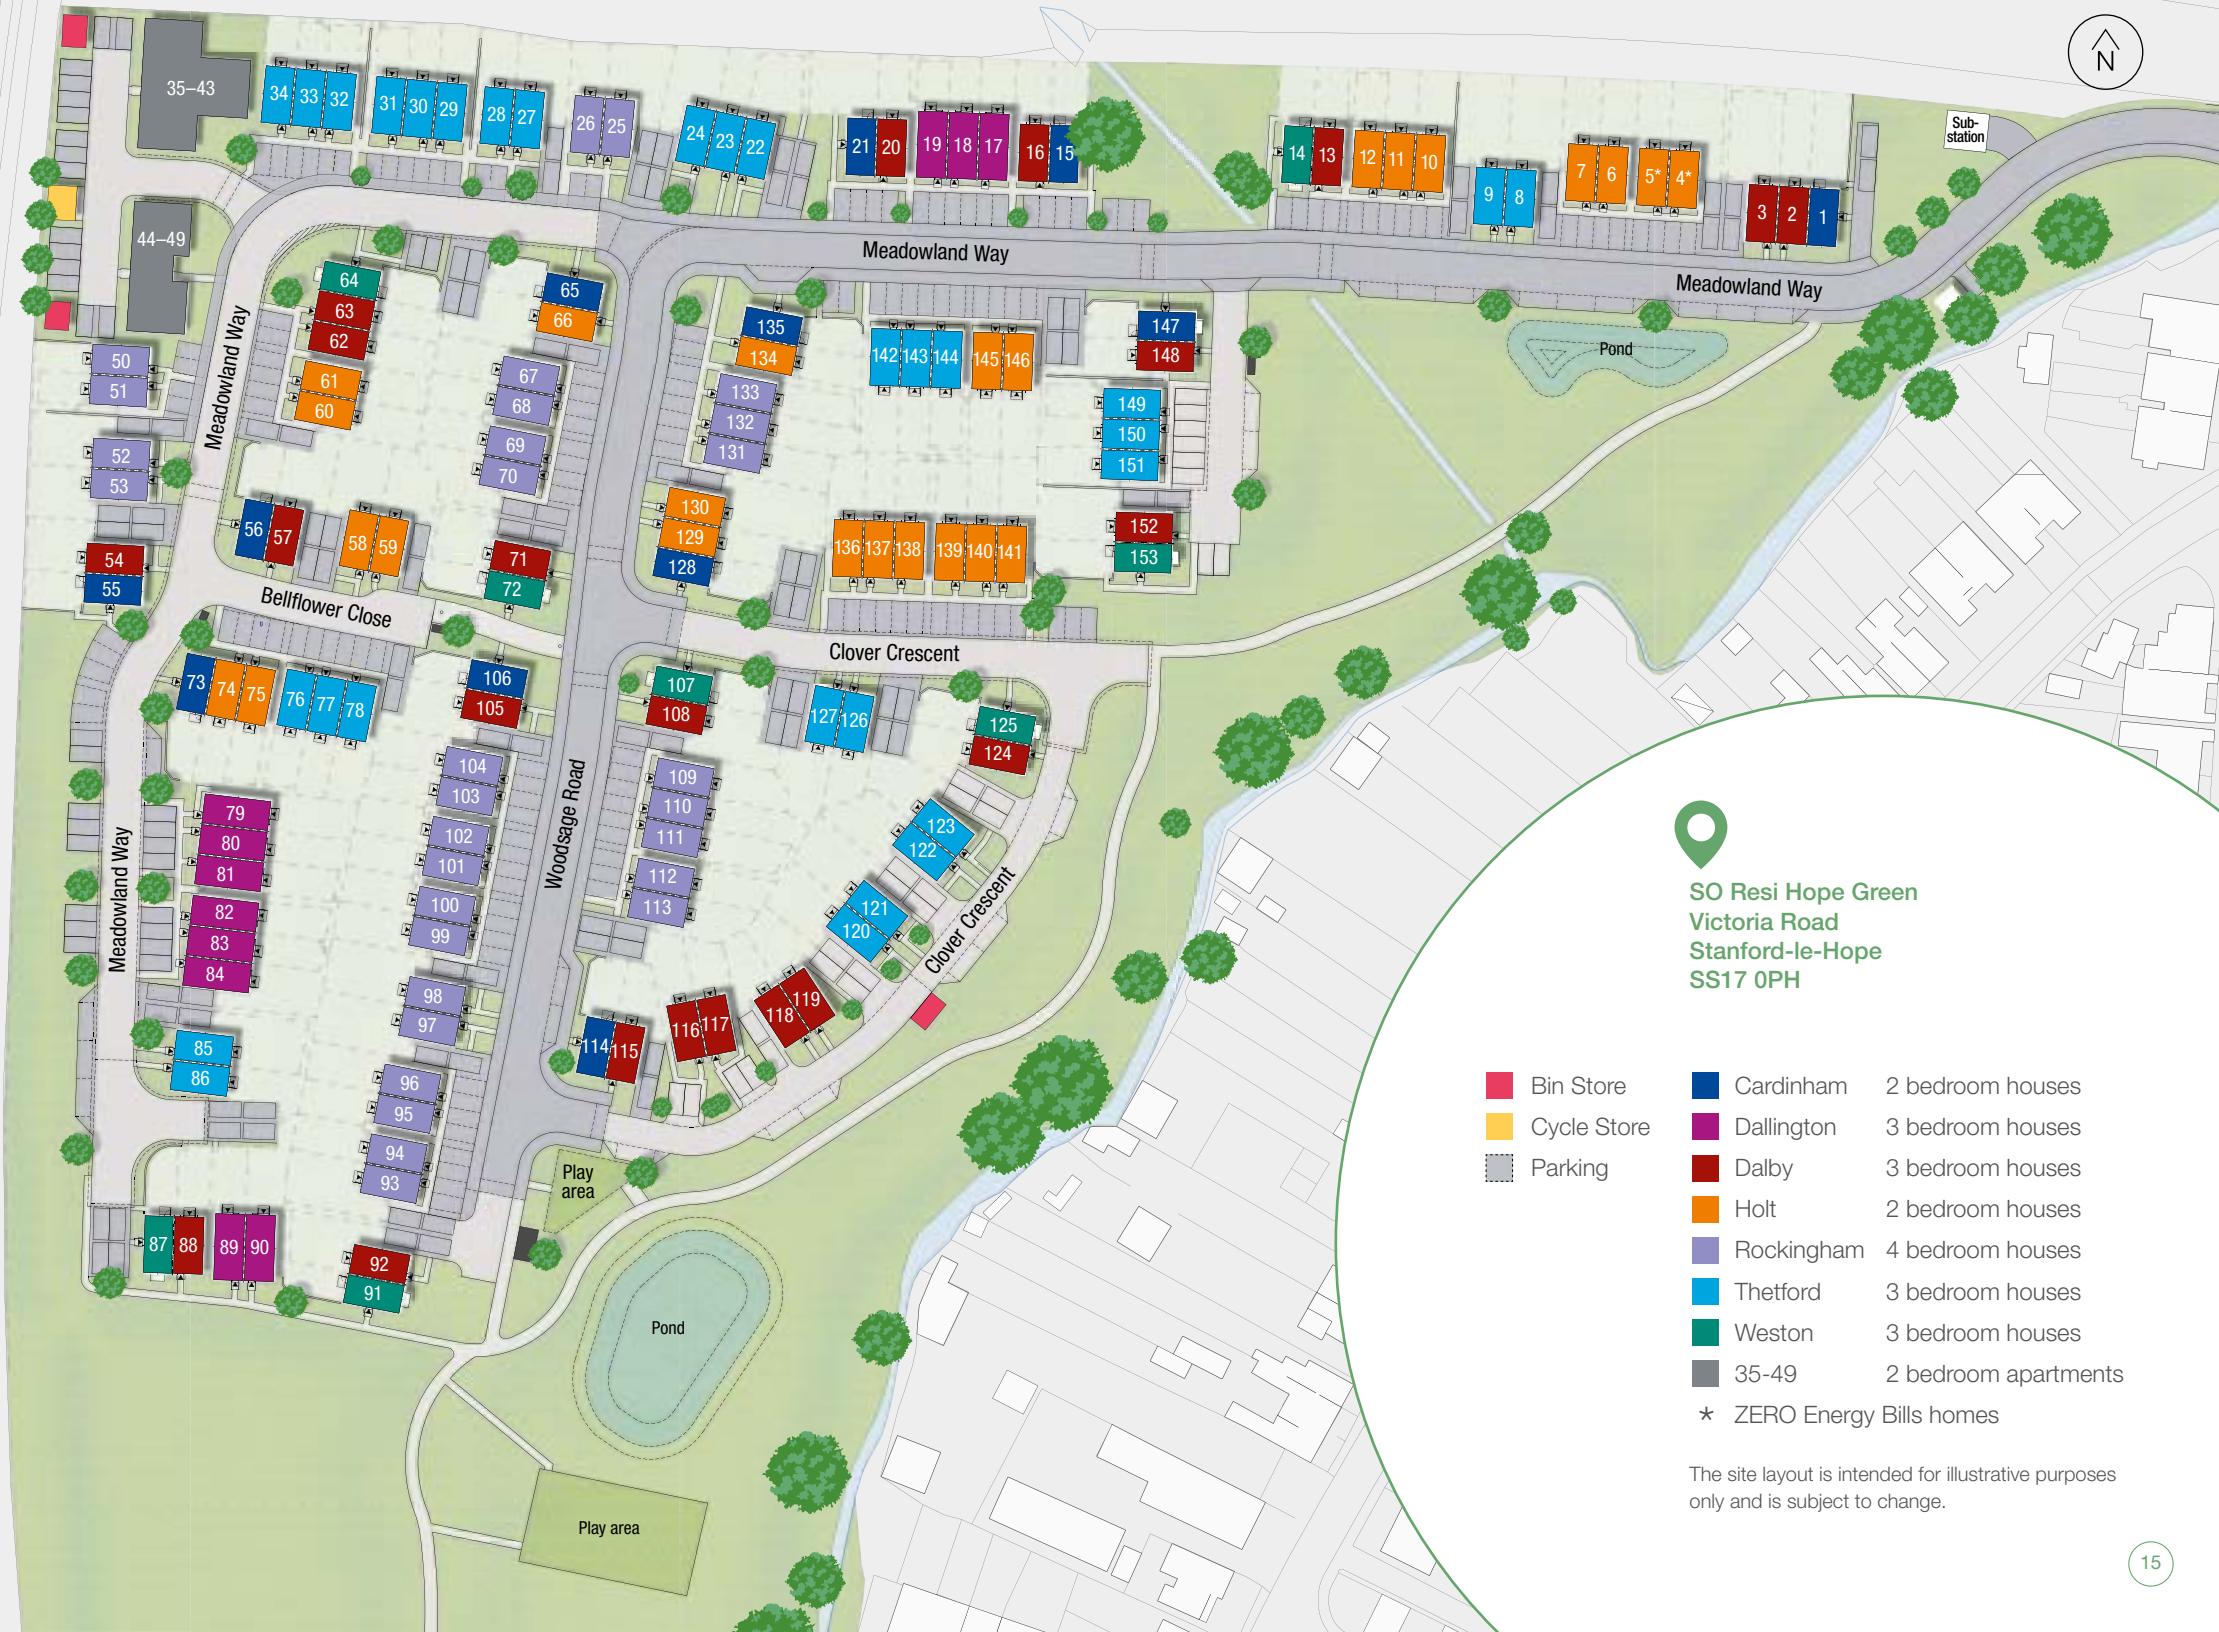 N
35–43
34 33 32
31 30 29
28 27
26 25
24 23 22
21 20
19 18 17
16 15
14 13
12 11 10
9 8
7 6
5* 4*
3 2 1
Sub-
station
44–49
Meadowland Way
Meadowland Way
Meadowland Way
64
63
62
61
60
65
66
67
68
69
70
71
72
50
51
52
53
54
55
56 57
58 59
135
134
133
132
131
130
129
128
142 143 144
145 146
147
148
149
150
151
152
153
136 137 138
139 140 141
Pond
Bellflower Close
Clover Crescent
73 74 75
76 77 78
106
105
104
103
102
101
100
99
98
97
96
95
94
93
92
91
107
108
109
110
111
112
113
127 126
125
124
123
122
121
120
119
118
116 117
114 115
Woodsage Road
Clover Crescent
Meadowland Way
79
80
81
82
83
84
85
86
87 88
89 90
Play
area
Pond
Play area
SO Resi Hope Green
Victoria Road
Stanford-le-Hope
SS17 0PH
Bin Store
Cycle Store
Parking
Cardinham 2 bedroom houses
Dallington 3 bedroom houses
Dalby 3 bedroom houses
Holt 2 bedroom houses
Rockingham 4 bedroom houses
Thetford 3 bedroom houses
Weston 3 bedroom houses
35-49 2 bedroom apartments
* ZERO Energy Bills homes
The site layout is intended for illustrative purposes
only and is subject to change.
15